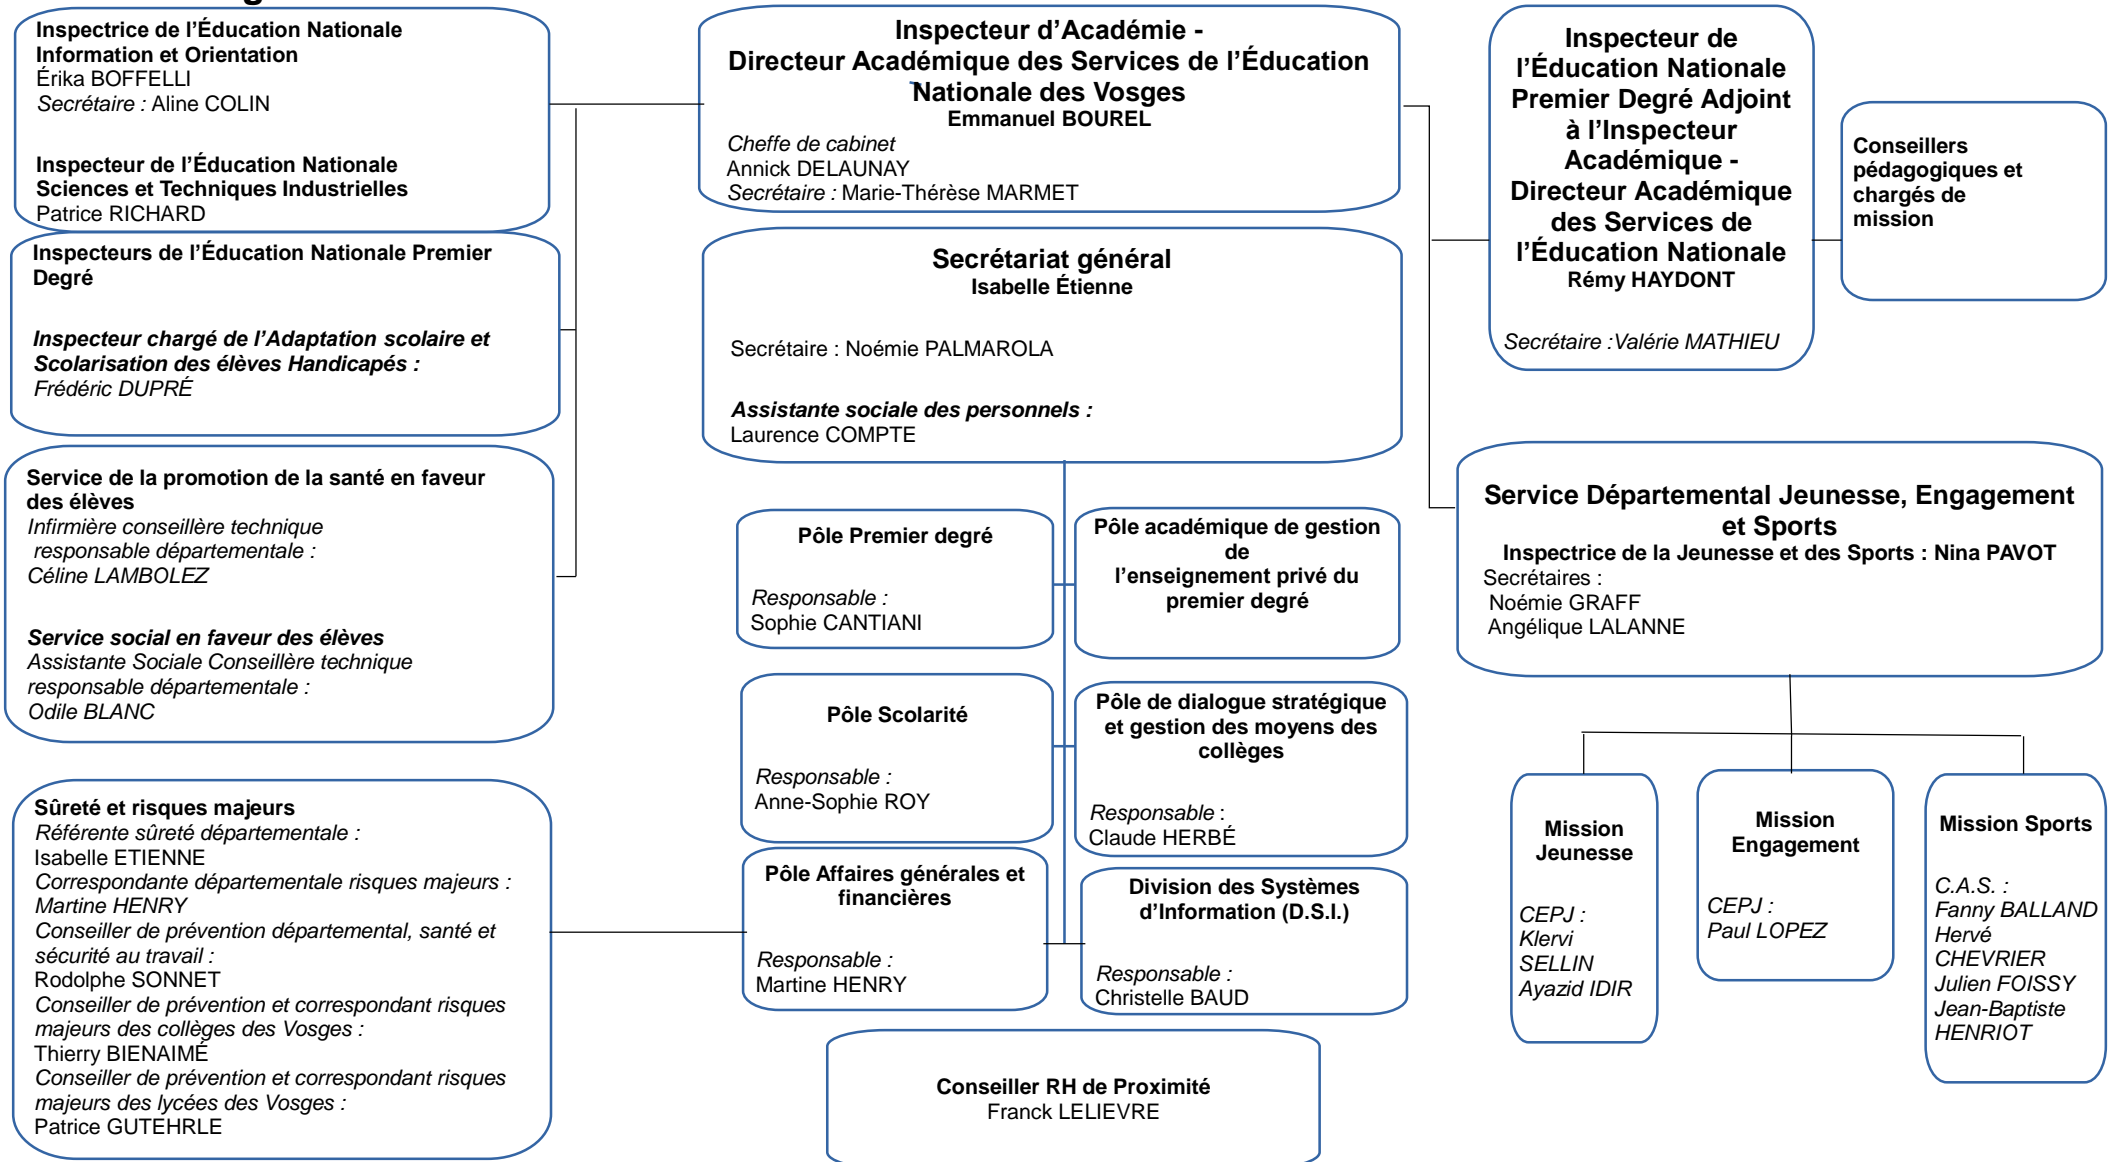 Inspectrice de l’Éducation Nationale
Information et Orientation
Érika BOFFELLI
Secrétaire : Aline COLIN
Inspecteur de l’Éducation Nationale
Sciences et Techniques Industrielles
Patrice RICHARD
Inspecteurs de l’Éducation Nationale Premier
Degré
Inspecteur chargé de l’Adaptation scolaire et
Scolarisation des élèves Handicapés :
Frédéric DUPRÉ
Service de la promotion de la santé en faveur
des élèves
Infirmière conseillère technique
responsable départementale :
Céline LAMBOLEZ
Service social en faveur des élèves
Assistante Sociale Conseillère technique
responsable départementale :
Odile BLANC
Sûreté et risques majeurs
Référente sûreté départementale :
Isabelle ETIENNE
Correspondante départementale risques majeurs :
Martine HENRY
Conseiller de prévention départemental, santé et
sécurité au travail :
Rodolphe SONNET
Conseiller de prévention et correspondant risques
majeurs des collèges des Vosges :
Thierry BIENAIMÉ
Conseiller de prévention et correspondant risques
majeurs des lycées des Vosges :
Patrice GUTEHRLE
Inspecteur d’Académie -
Directeur Académique des Services de l’Éducation
Nationale des Vosges
Emmanuel BOUREL
Cheffe de cabinet
Annick DELAUNAY
Secrétaire : Marie-Thérèse MARMET
Secrétariat général
Isabelle Étienne
Secrétaire : Noémie PALMAROLA
Assistante sociale des personnels :
Laurence COMPTE
Pôle Premier degré
Responsable :
Sophie CANTIANI
Pôle académique de gestion
de
l’enseignement privé du
premier degré
Pôle Scolarité
Responsable :
Anne-Sophie ROY
Pôle de dialogue stratégique
et gestion des moyens des
collèges
Responsable :
Claude HERBÉ
Pôle Affaires générales et
financières
Responsable :
Martine HENRY
Division des Systèmes
d’Information (D.S.I.)
Responsable :
Christelle BAUD
Conseiller RH de Proximité
Franck LELIEVRE
Inspecteur de
l’Éducation Nationale
Premier Degré Adjoint
à l’Inspecteur
Académique -
Directeur Académique
des Services de
l’Éducation Nationale
Rémy HAYDONT
Secrétaire :Valérie MATHIEU
Conseillers
pédagogiques et
chargés de
mission
Service Départemental Jeunesse, Engagement
et Sports
Inspectrice de la Jeunesse et des Sports : Nina PAVOT
Secrétaires :
Noémie GRAFF
Angélique LALANNE
Mission
Jeunesse
CEPJ :
Klervi
SELLIN
Ayazid IDIR
Mission
Engagement
CEPJ :
Paul LOPEZ
Mission Sports
C.A.S. :
Fanny BALLAND
Hervé
CHEVRIER
Julien FOISSY
Jean-Baptiste
HENRIOT